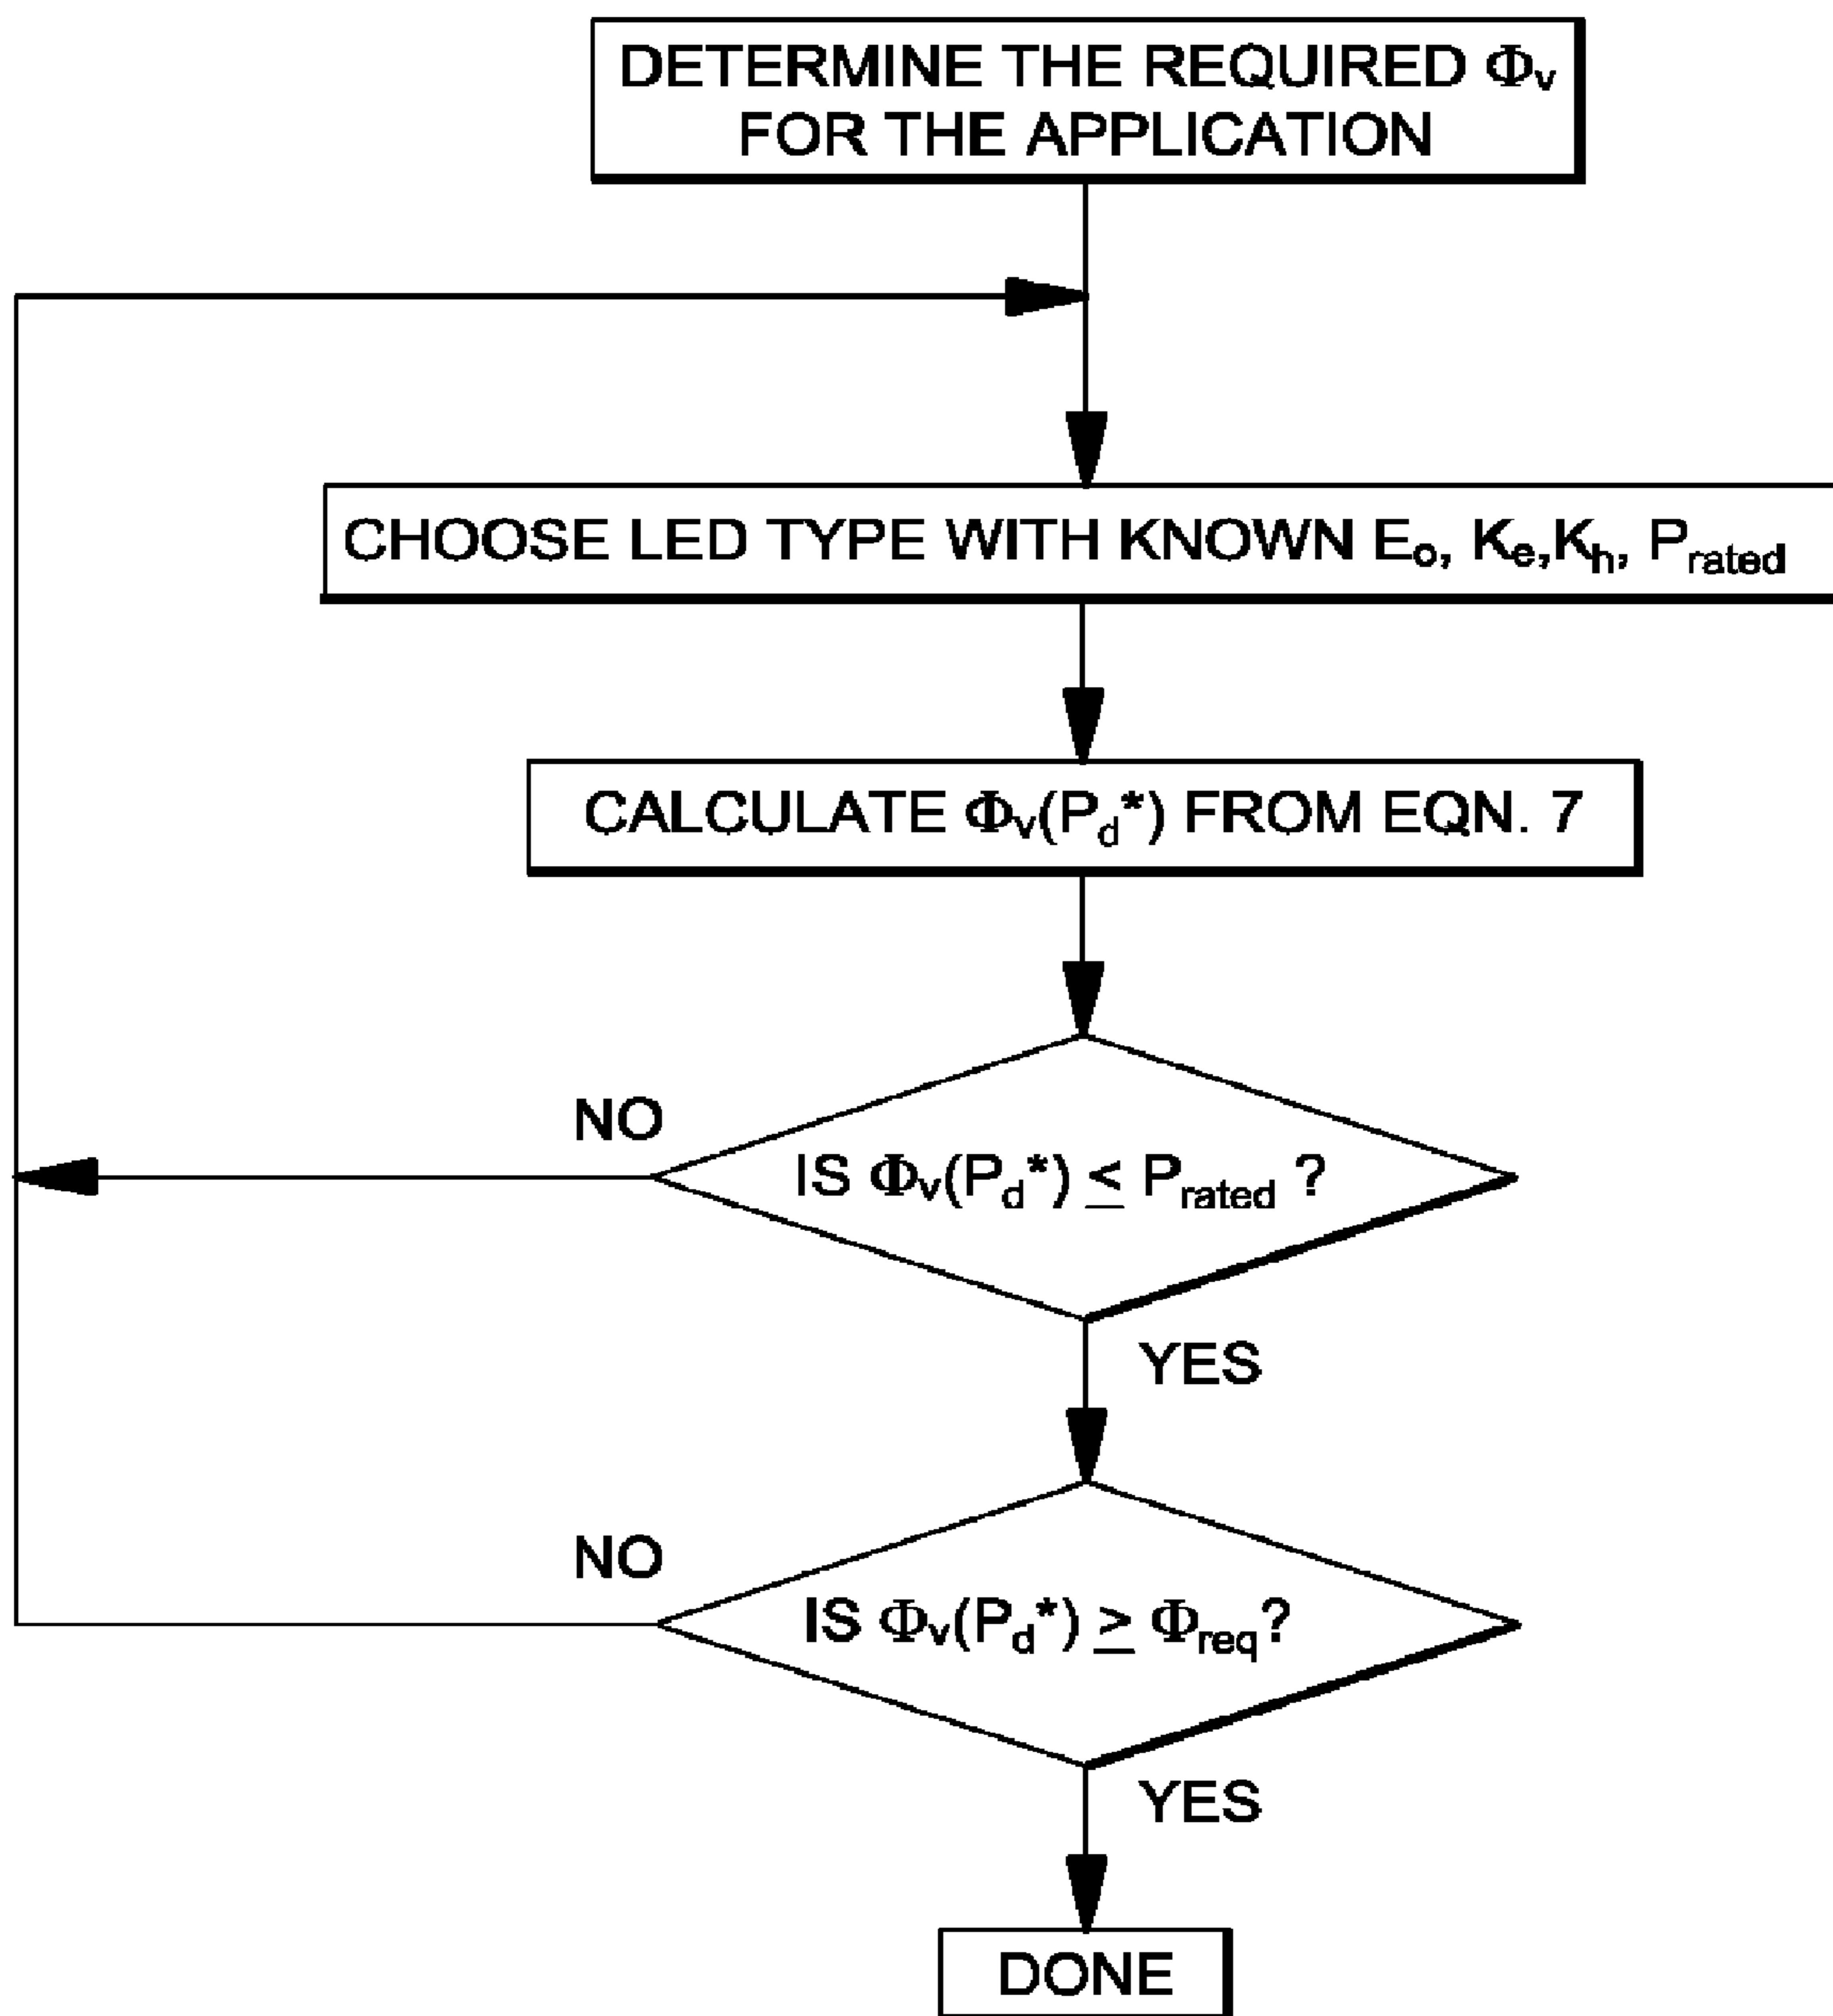 DETERMINE THE REQUIRED Φv
FOR THE APPLICATION
CHOOSE LED TYPE WITH KNOWN Eo, Ke,Kh, Prated
CALCULATE Φv(Pd*) FROM EQN. 7
NO
IS Φv(Pd*) ≤ Prated ?
YES
NO
IS Φv(Pd*) ≥ Φreq?
YES
DONE